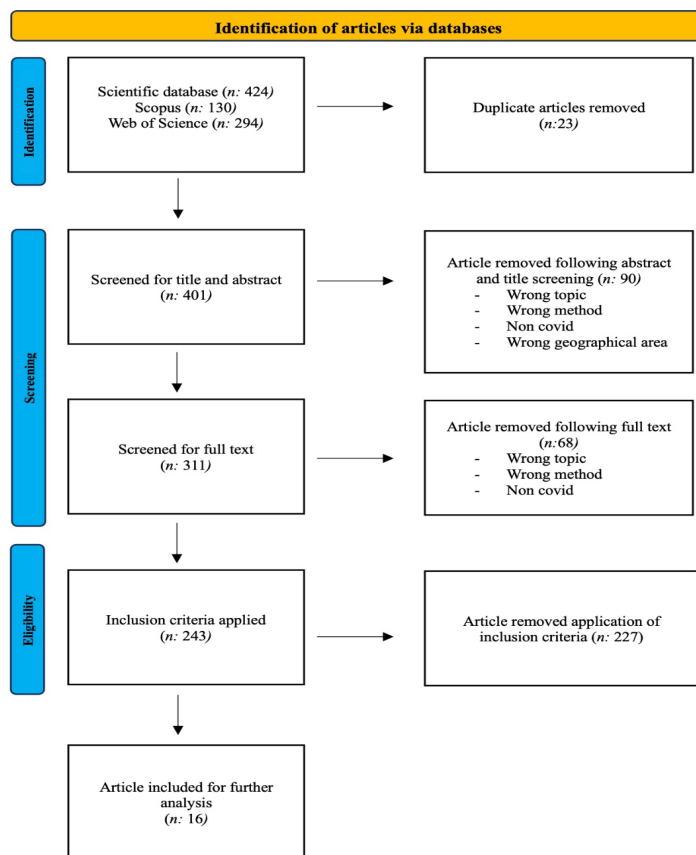 Identification of articles via databases
Identification
Scientific database (n: 424)
Scopus (n: 130)
Web of Science (n: 294)
Duplicate articles removed
(n:23)
Screening
Screened for title and abstract
(n: 401)
Article removed following abstract
and title screening (n: 90)
- Wrong topic
- Wrong method
- Non covid
- Wrong geographical area
Screened for full text
(n: 311)
Article removed following full text
(n:68)
- Wrong topic
- Wrong method
- Non covid
Eligibility
Inclusion criteria applied
(n: 243)
Article removed application of
inclusion criteria (n: 227)
Article included for further
analysis
(n: 16)